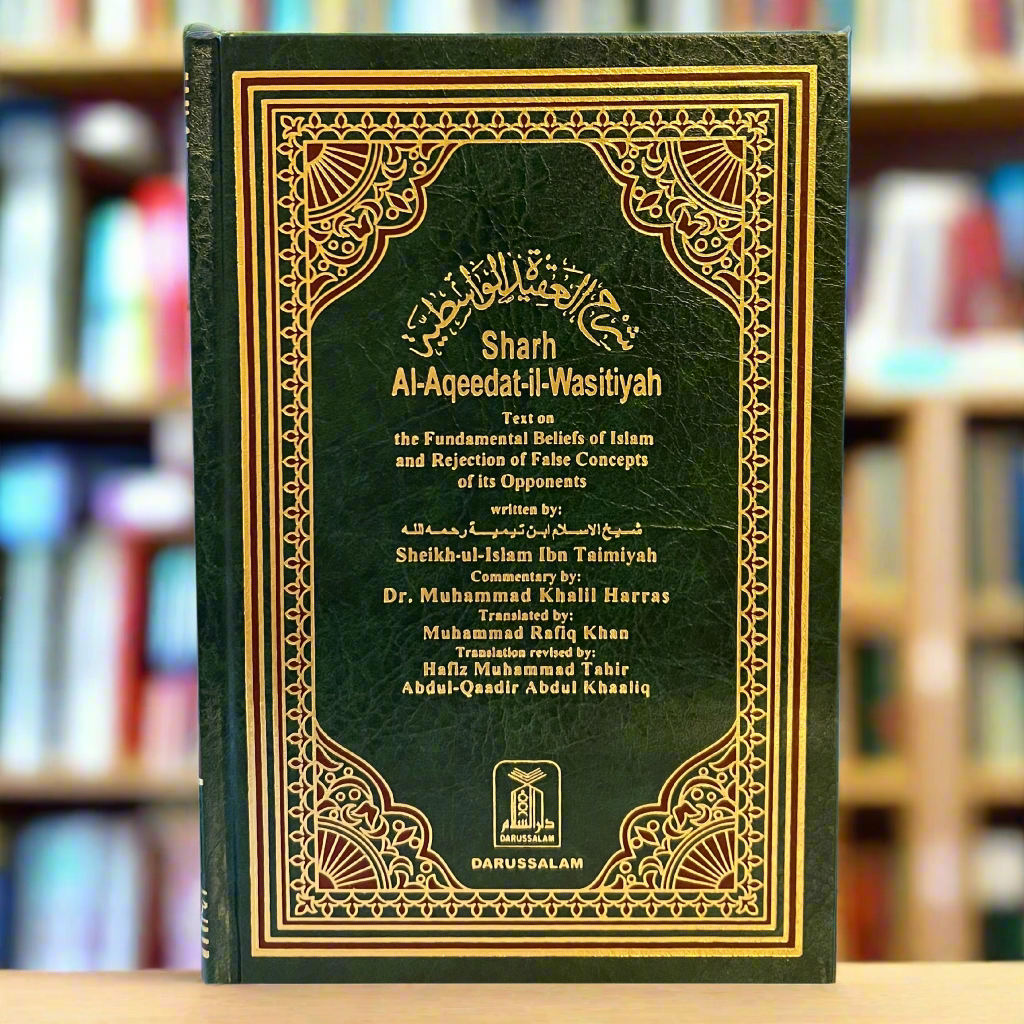 شرح العقيدة الواسطية
Sharh
Al-Aqeedat-il-Wasitiyah
Text on
the Fundamental Beliefs of Islam
and Rejection of False Concepts
of its Opponents
written by:
شيخ الاسلام ابن تيمية رحمه الله
Sheikh-ul-Islam Ibn Taimiyah
Commentary by:
Dr. Muhammad Khalil Harras
Translated by:
Muhammad Rafiq Khan
Translation revised by:
Hafiz Muhammad Tahir
Abdul-Qaadir Abdul Khaaliq
دار السلام
DARUSSALAM
DARUSSALAM